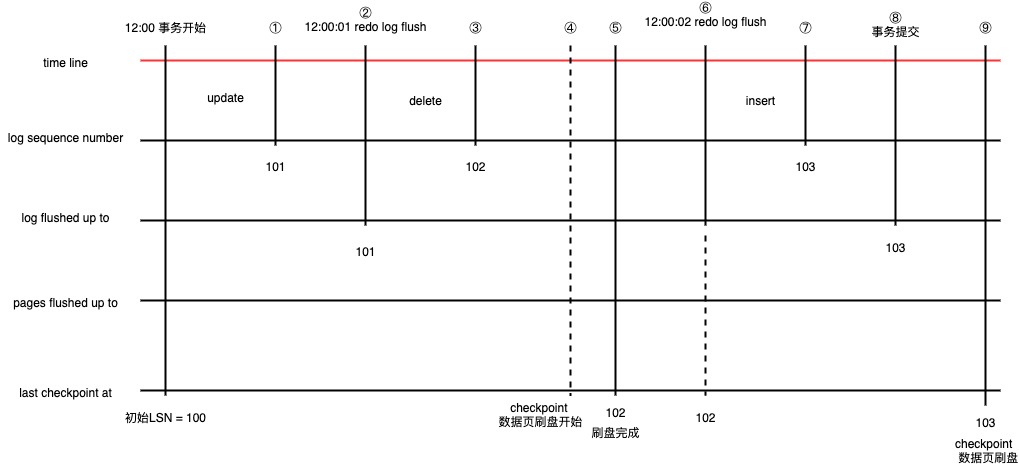 ②
⑥
⑧
12:00 事务开始
①
12:00:01 redo log flush
③
④
⑤
12:00:02 redo log flush
⑦
事务提交
⑨
time line
update
delete
insert
log sequence number
101
102
103
log flushed up to
101
103
pages flushed up to
last checkpoint at
初始LSN = 100
checkpoint
数据页刷盘开始
102
刷盘完成
102
103
checkpoint
数据页刷盘